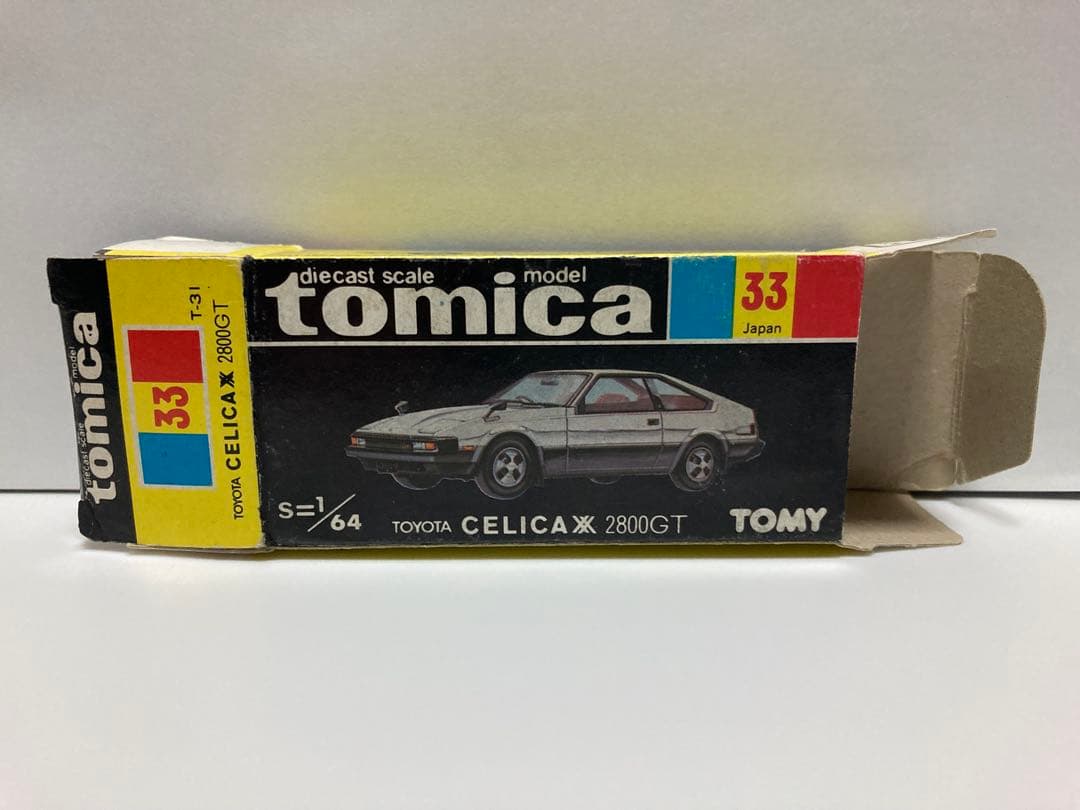 diecast scale model
tomica
33
T-31
TOYOTA CELICA XX 2800GT
diecast scale model
tomica
33
Japan
S=1/64
TOYOTA CELICA XX 2800GT
TOMY